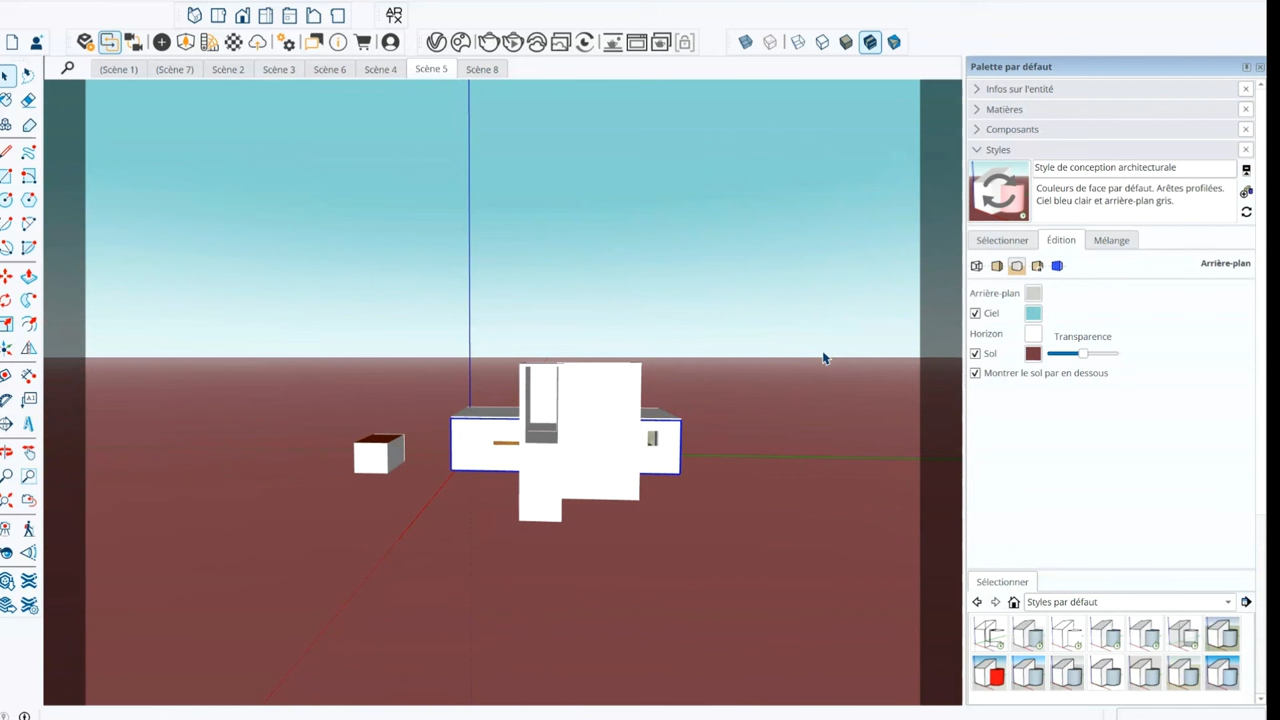 AR
TX
Palette par défaut
(Scène 1) (Scène 7) Scène 2 Scène 3 Scène 6 Scène 4 Scène 5 Scène 8
Infos sur l'entité
Matières
Composants
Styles
Style de conception architecturale
Couleurs de face par défaut. Arêtes profilées.
Ciel bleu clair et arrière-plan gris.
Sélectionner Édition Mélange
Arrière-plan
Arrière-plan
Ciel
Horizon Transparence
Sol
Montrer le sol par en dessous
Sélectionner
Styles par défaut